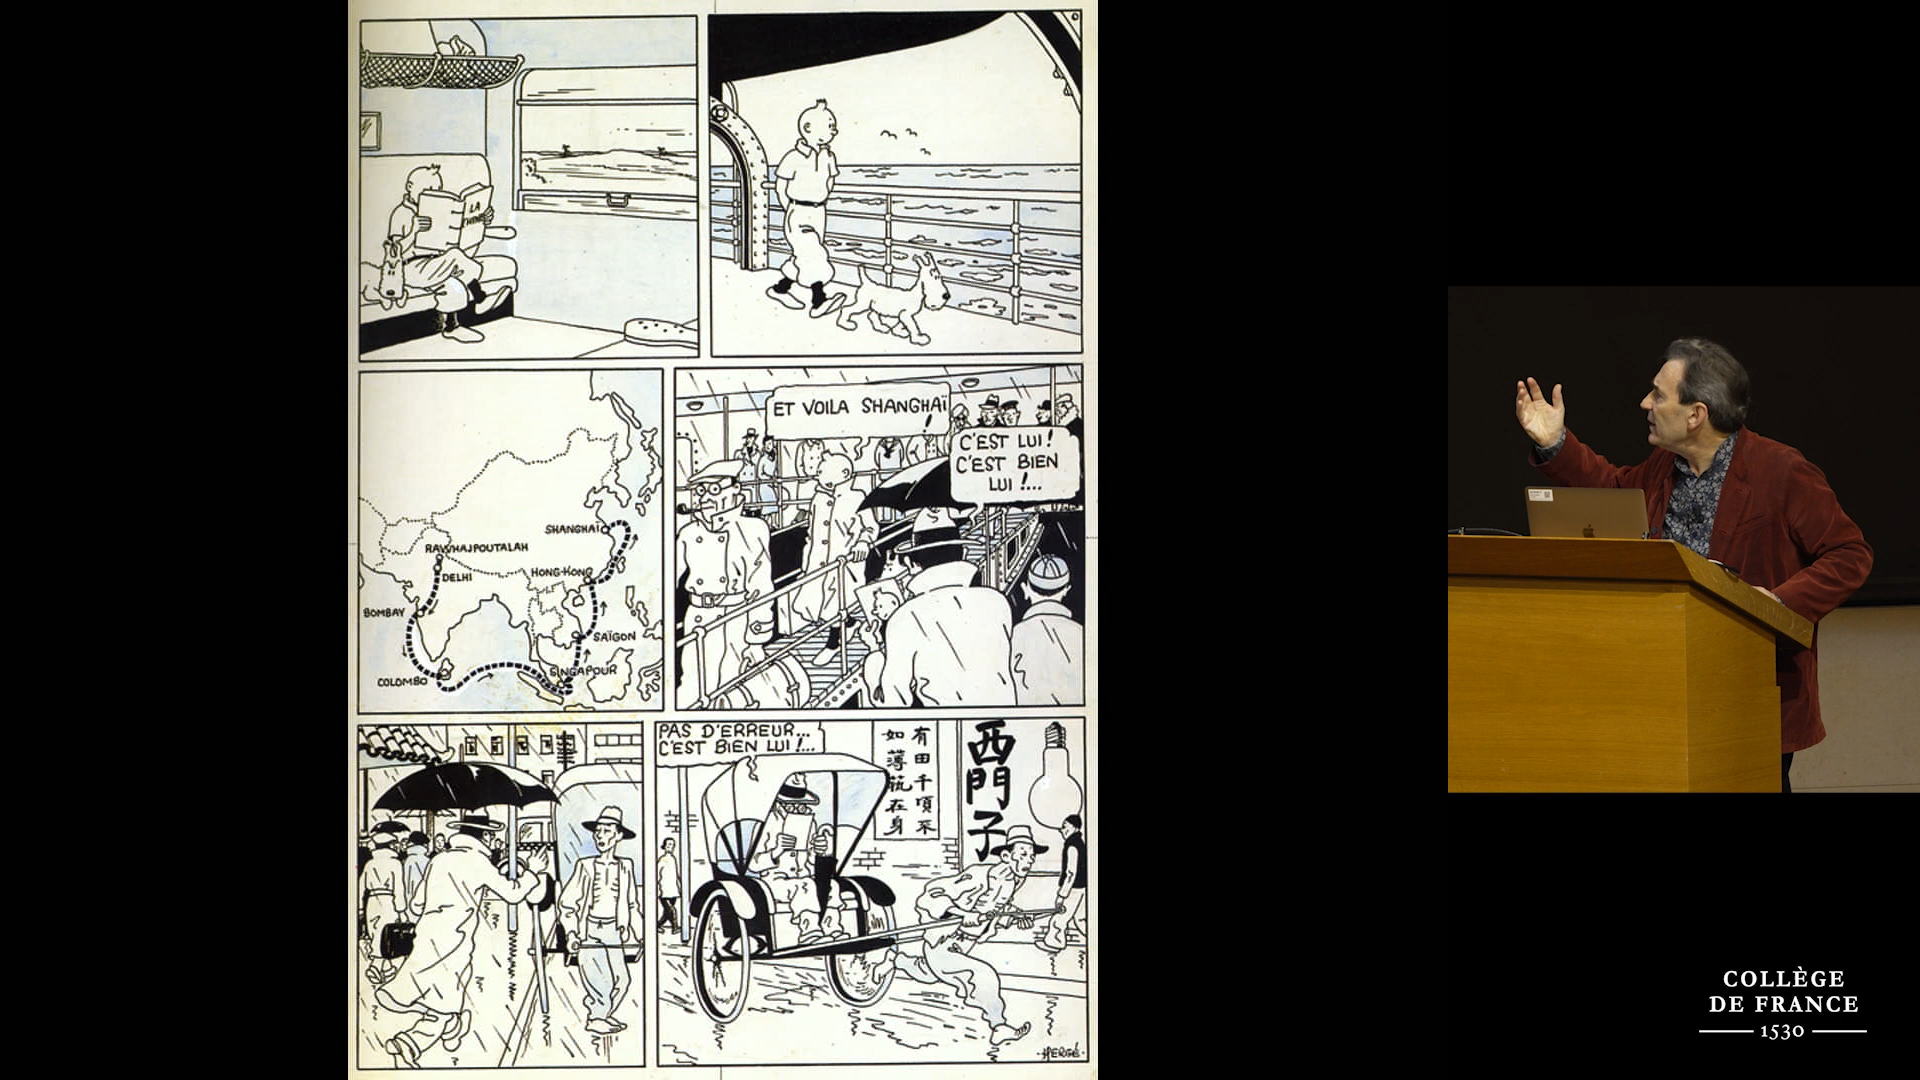 LA
CHINE
SHANGHAÏ
RAWHAJPOUTALAH
DELHI
HONG-KONG
BOMBAY
SAÏGON
SINGAPOUR
COLOMBO
ET VOILA SHANGHAÏ
!
C'EST LUI!
C'EST BIEN
LUI!...
PAS D'ERREUR...
C'EST BIEN LUI!...
有田千頃不
如薄萟在身
西門子
HERGÉ
COLLÈGE
DE FRANCE
1530